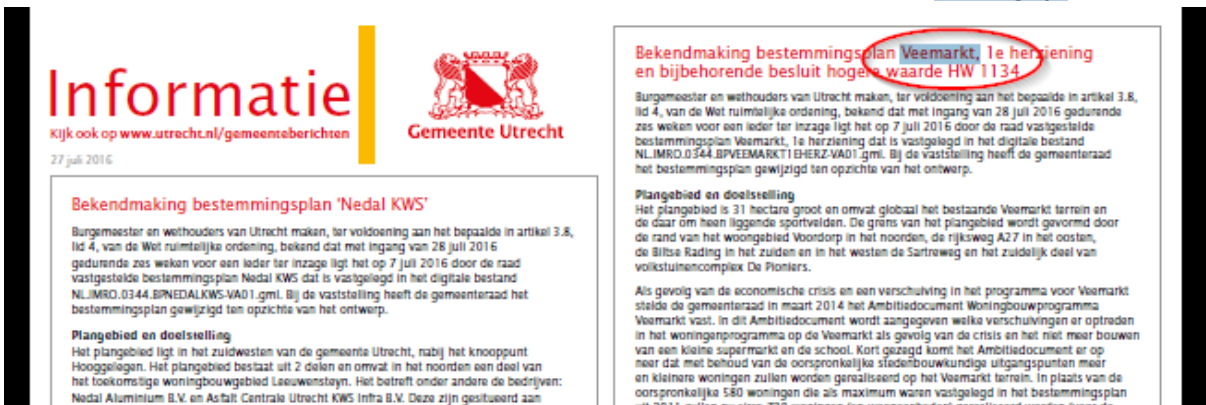 Informatie
Kijk ook op www.utrecht.nl/gemeenteberichten
27 juli 2016
Gemeente Utrecht
Bekendmaking bestemmingsplan ‘Nedal KWS’
Burgemeester en wethouders van Utrecht maken, ter voldoening aan het bepaalde in artikel 3.8,
lid 4, van de Wet ruimtelijke ordening, bekend dat met ingang van 28 juli 2016
gedurende zes weken voor een ieder ter inzage ligt het op 7 juli 2016 door de raad
vastgestelde bestemmingsplan Nedal KWS dat is vastgelegd in het digitale bestand
NL.IMRO.0344.BPNEDALKWS-VA01.gml. Bij de vaststelling heeft de gemeenteraad het
bestemmingsplan gewijzigd ten opzichte van het ontwerp.
Plangebied en doelstelling
Het plangebied ligt in het zuidwesten van de gemeente Utrecht, nabij het knooppunt
Hooggelegen. Het plangebied bestaat uit 2 delen en omvat in het noorden een deel van
het toekomstige woningbouwgebied Leeuwensteyn. Het betreft onder andere de bedrijven:
Nedal Aluminium B.V. en Asfalt Centrale Utrecht KWS Infra B.V. Deze zijn gesitueerd aan
Bekendmaking bestemmingsplan Veemarkt, 1e herziening
en bijbehorende besluit hogere waarde HW 1134
Burgemeester en wethouders van Utrecht maken, ter voldoening aan het bepaalde in artikel 3.8,
lid 4, van de Wet ruimtelijke ordening, bekend dat met ingang van 28 juli 2016 gedurende
zes weken voor een ieder ter inzage ligt het op 7 juli 2016 door de raad vastgestelde
bestemmingsplan Veemarkt, 1e herziening dat is vastgelegd in het digitale bestand
NL.IMRO.0344.BPVEEMARKT1EHERZ-VA01.gml. Bij de vaststelling heeft de gemeenteraad
het bestemmingsplan gewijzigd ten opzichte van het ontwerp.
Plangebied en doelstelling
Het plangebied is 31 hectare groot en omvat globaal het bestaande Veemarkt terrein en
de daar om heen liggende sportvelden. De grens van het plangebied wordt gevormd door
de rand van het woongebied Voordorp in het noorden, de rijksweg A27 in het oosten,
de Biltse Rading in het zuiden en in het westen de Sartreweg en het zuidelijk deel van
volkstuinencomplex De Pioniers.
Als gevolg van de economische crisis en een verschuiving in het programma voor Veemarkt
stelde de gemeenteraad in maart 2014 het Ambitiedocument Woningbouwprogramma
Veemarkt vast. In dit Ambitiedocument wordt aangegeven welke verschuivingen er optreden
in het woningenprogramma op de Veemarkt als gevolg van de crisis en het niet meer bouwen
van een kleine supermarkt en de school. Kort gezegd komt het Ambitiedocument er op
neer dat met behoud van de oorspronkelijke stedenbouwkundige uitgangspunten meer
en kleinere woningen zullen worden gerealiseerd op het Veemarkt terrein. In plaats van de
oorspronkelijke 580 woningen die als maximum waren vastgelegd in het bestemmingsplan